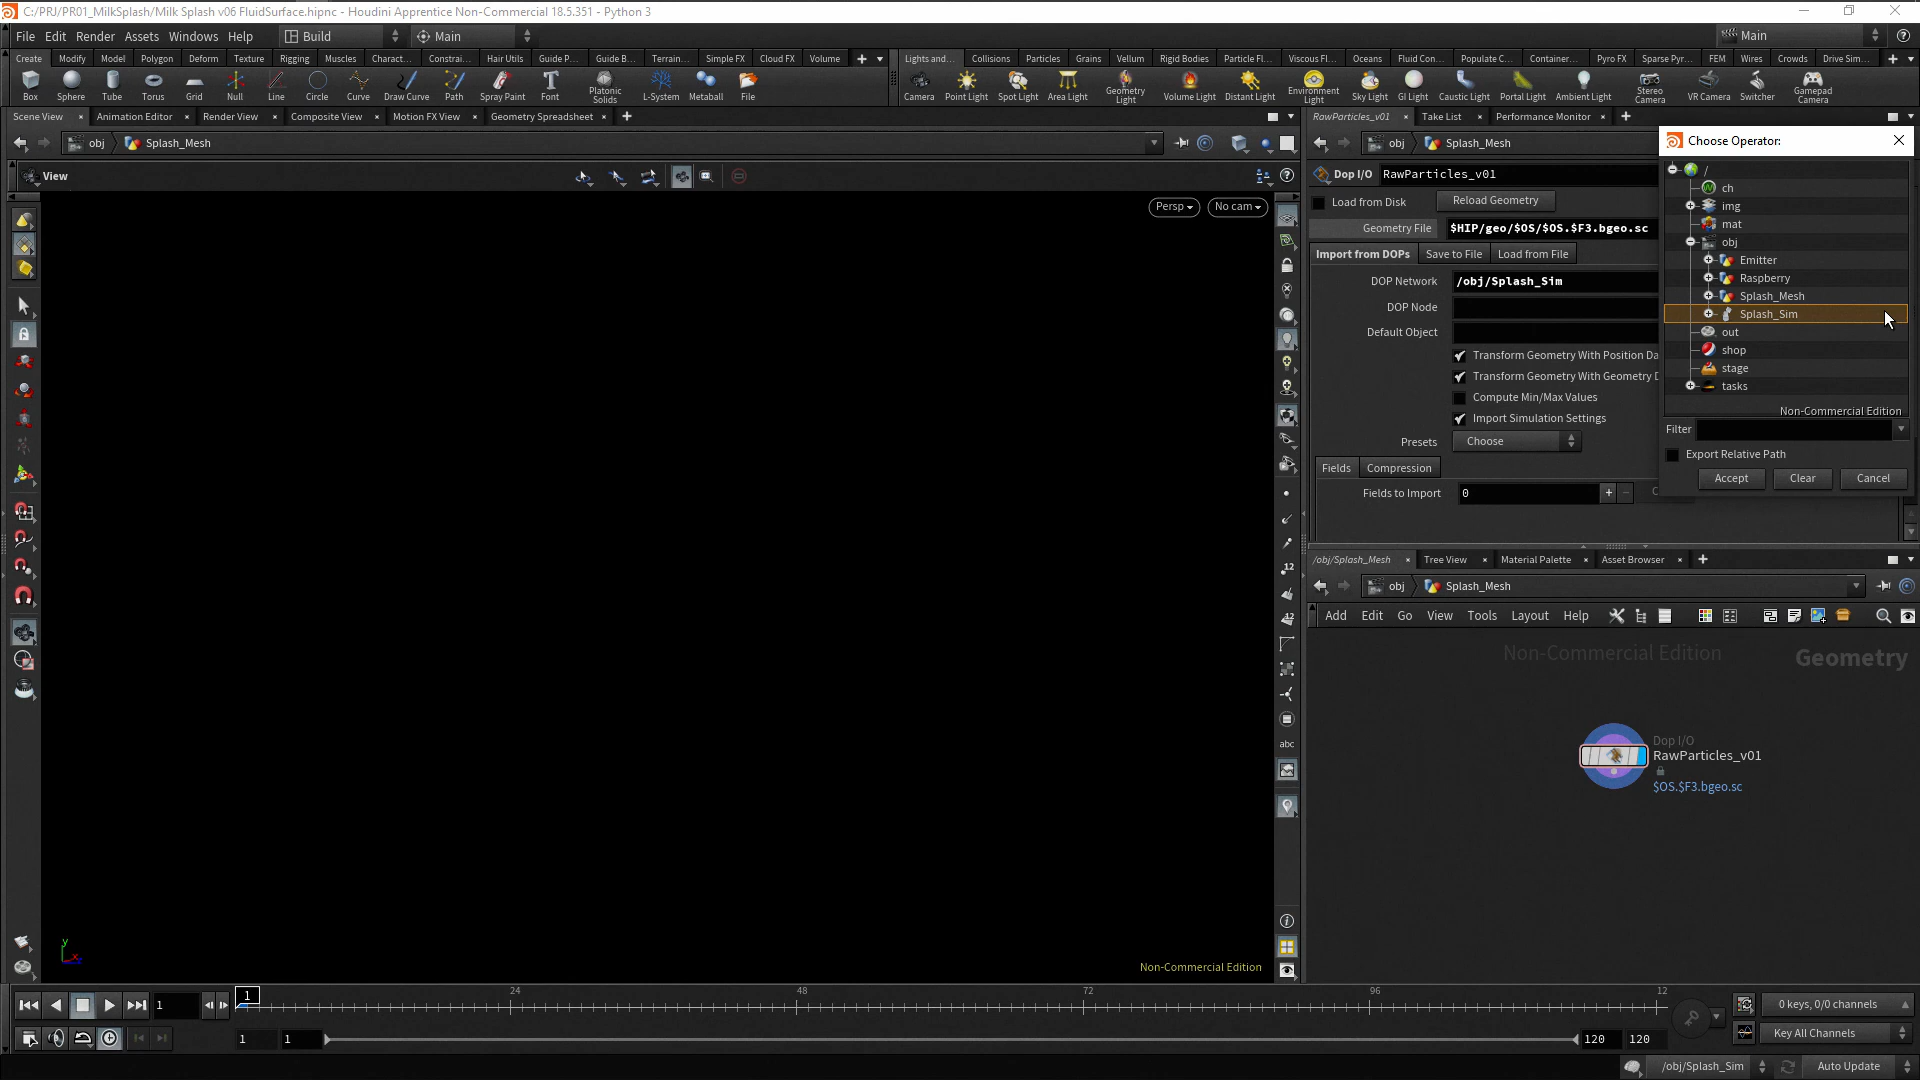 C:/PRJ/PR01_MilkSplash/Milk Splash v06 FluidSurface.hipnc - Houdini Apprentice Non-Commercial 18.5.351 - Python 3
File Edit Render Assets Windows Help Build Main Main
Create Modify Model Polygon Deform Texture Rigging Muscles Charact... Constrai... Hair Utils Guide P... Guide B... Terrain... Simple FX Cloud FX Volume
Lights and... Collisions Particles Grains Vellum Rigid Bodies Particle Fl... Viscous Fl... Oceans Fluid Con... Populate C... Container... Pyro FX Sparse Pyr... FEM Wires Crowds Drive Sim...
Box Sphere Tube Torus Grid Null Line Circle Curve Draw Curve Path Spray Paint Font Platonic Solids L-System Metaball File
Camera Point Light Spot Light Area Light Geometry Light Volume Light Distant Light Environment Light Sky Light GI Light Caustic Light Portal Light Ambient Light Stereo Camera VR Camera Switcher Gamepad Camera
Scene View Animation Editor Render View Composite View Motion FX View Geometry Spreadsheet
RawParticles_v01 Take List Performance Monitor
obj Splash_Mesh
obj Splash_Mesh
View
Persp No cam
Dop I/O RawParticles_v01
Load from Disk Reload Geometry
Geometry File $HIP/geo/$OS/$OS.$F3.bgeo.sc
Import from DOPs Save to File Load from File
DOP Network /obj/Splash_Sim
DOP Node
Default Object
Transform Geometry With Position Da
Transform Geometry With Geometry D
Compute Min/Max Values
Import Simulation Settings
Presets Choose
Fields Compression
Fields to Import 0
Choose Operator:
/
ch
img
mat
obj
Emitter
Raspberry
Splash_Mesh
Splash_Sim
out
shop
stage
tasks
Non-Commercial Edition
Filter
Export Relative Path
Accept Clear Cancel
/obj/Splash_Mesh Tree View Material Palette Asset Browser
obj Splash_Mesh
Add Edit Go View Tools Layout Help
Non-Commercial Edition Geometry
Dop I/O
RawParticles_v01
$OS.$F3.bgeo.sc
12
12
abc
y
x
Non-Commercial Edition
1 1 24 48 72 96 12
0 keys, 0/0 channels
1 1 120 120
Key All Channels
/obj/Splash_Sim Auto Update